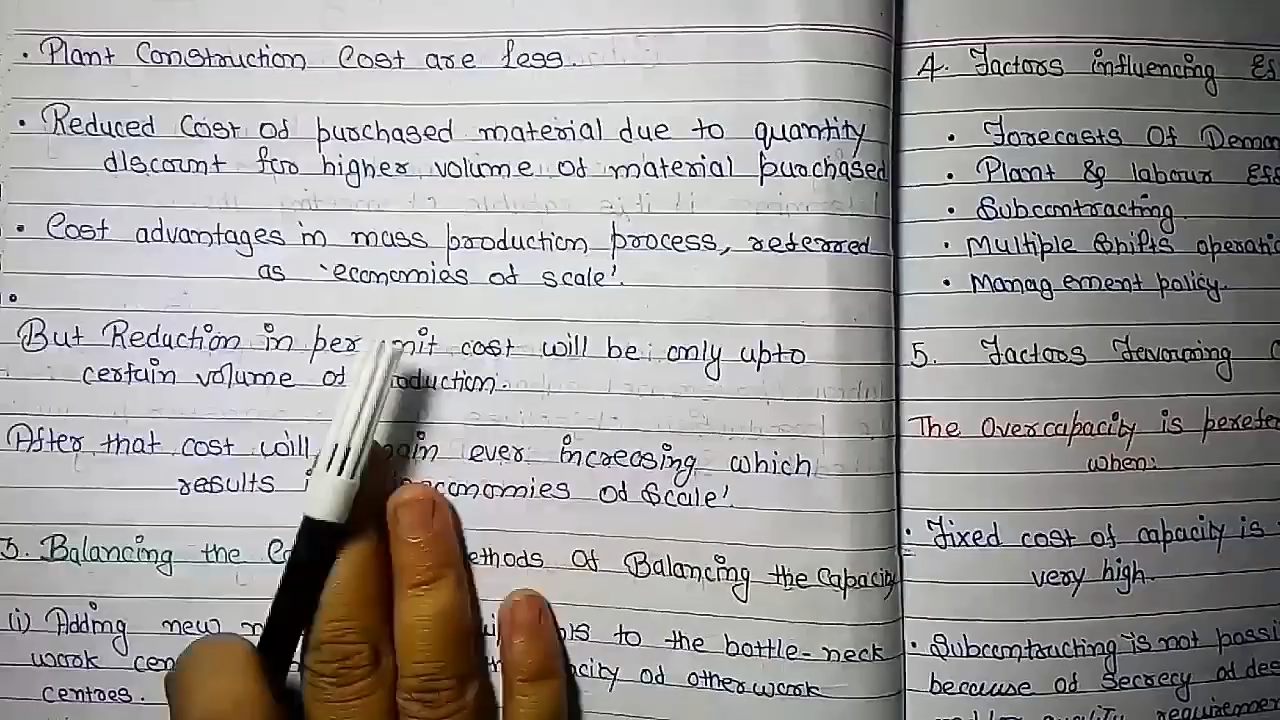 · Plant Construction Cost are less.
· Reduced Cost of purchased material due to quantity
discount for higher volume of material purchased
· Cost advantages in mass production process, referred
as 'economies of scale'.
But Reduction in per unit cost will be only upto
certain volume of production.
After that cost will ever increasing which
results economies of Scale'.
Balancing the Methods Of Balancing the Capacity
(i) Adding new to the bottle-neck
work of other work
centres.
4. Factors influencing
· Forecasts Of
· Plant & labour
· Subcontracting
· Multiple Shifts
· Management policy.
5. Factors
The Overcapacity is
when:
· Fixed cost of capacity is
very high.
· Subcontracting is not
because of Secrecy of